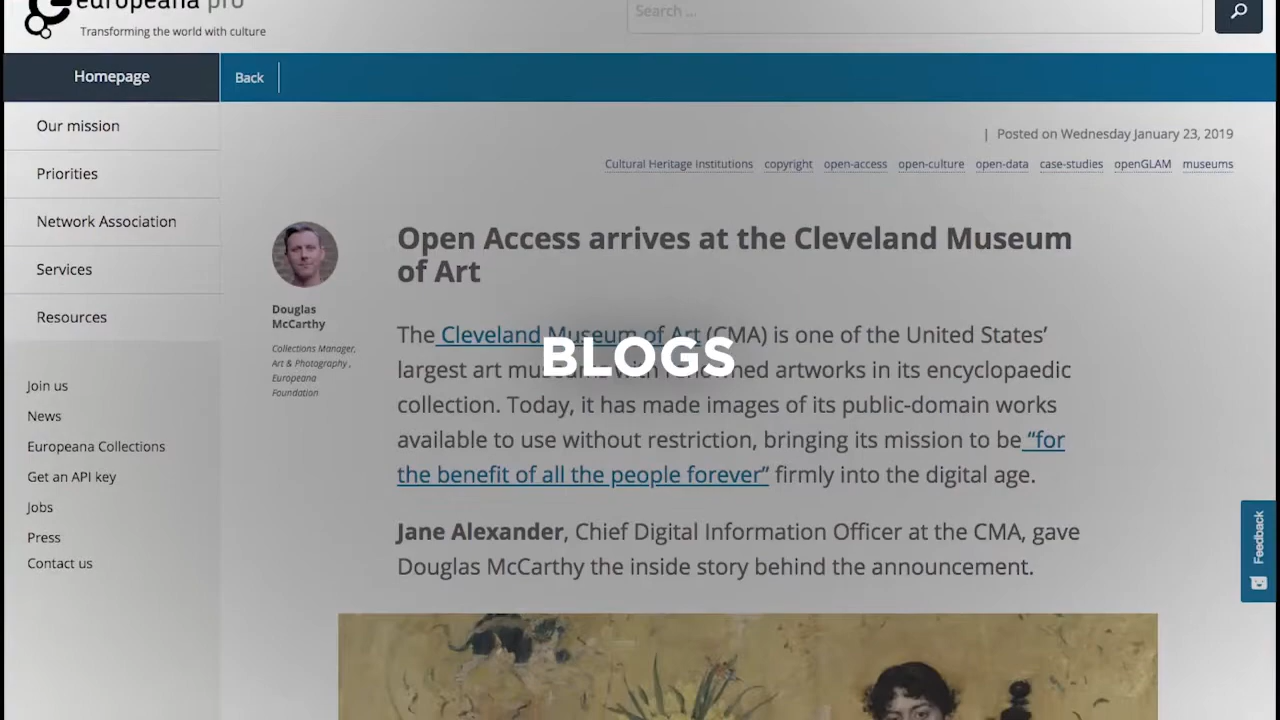 europeana pro
Transforming the world with culture
Search ...
Homepage
Back
Our mission
Priorities
Network Association
Services
Resources
Join us
News
Europeana Collections
Get an API key
Jobs
Press
Contact us
| Posted on Wednesday January 23, 2019
Cultural Heritage Institutions copyright open-access open-culture open-data case-studies openGLAM museums
Douglas
McCarthy
Collections Manager,
Art & Photography ,
Europeana
Foundation
Open Access arrives at the Cleveland Museum
of Art
The Cleveland Museum of Art (CMA) is one of the United States’
BLOGS
largest art museums with renowned artworks in its encyclopaedic
collection. Today, it has made images of its public-domain works
available to use without restriction, bringing its mission to be “for
the benefit of all the people forever” firmly into the digital age.
Jane Alexander, Chief Digital Information Officer at the CMA, gave
Douglas McCarthy the inside story behind the announcement.
Feedback